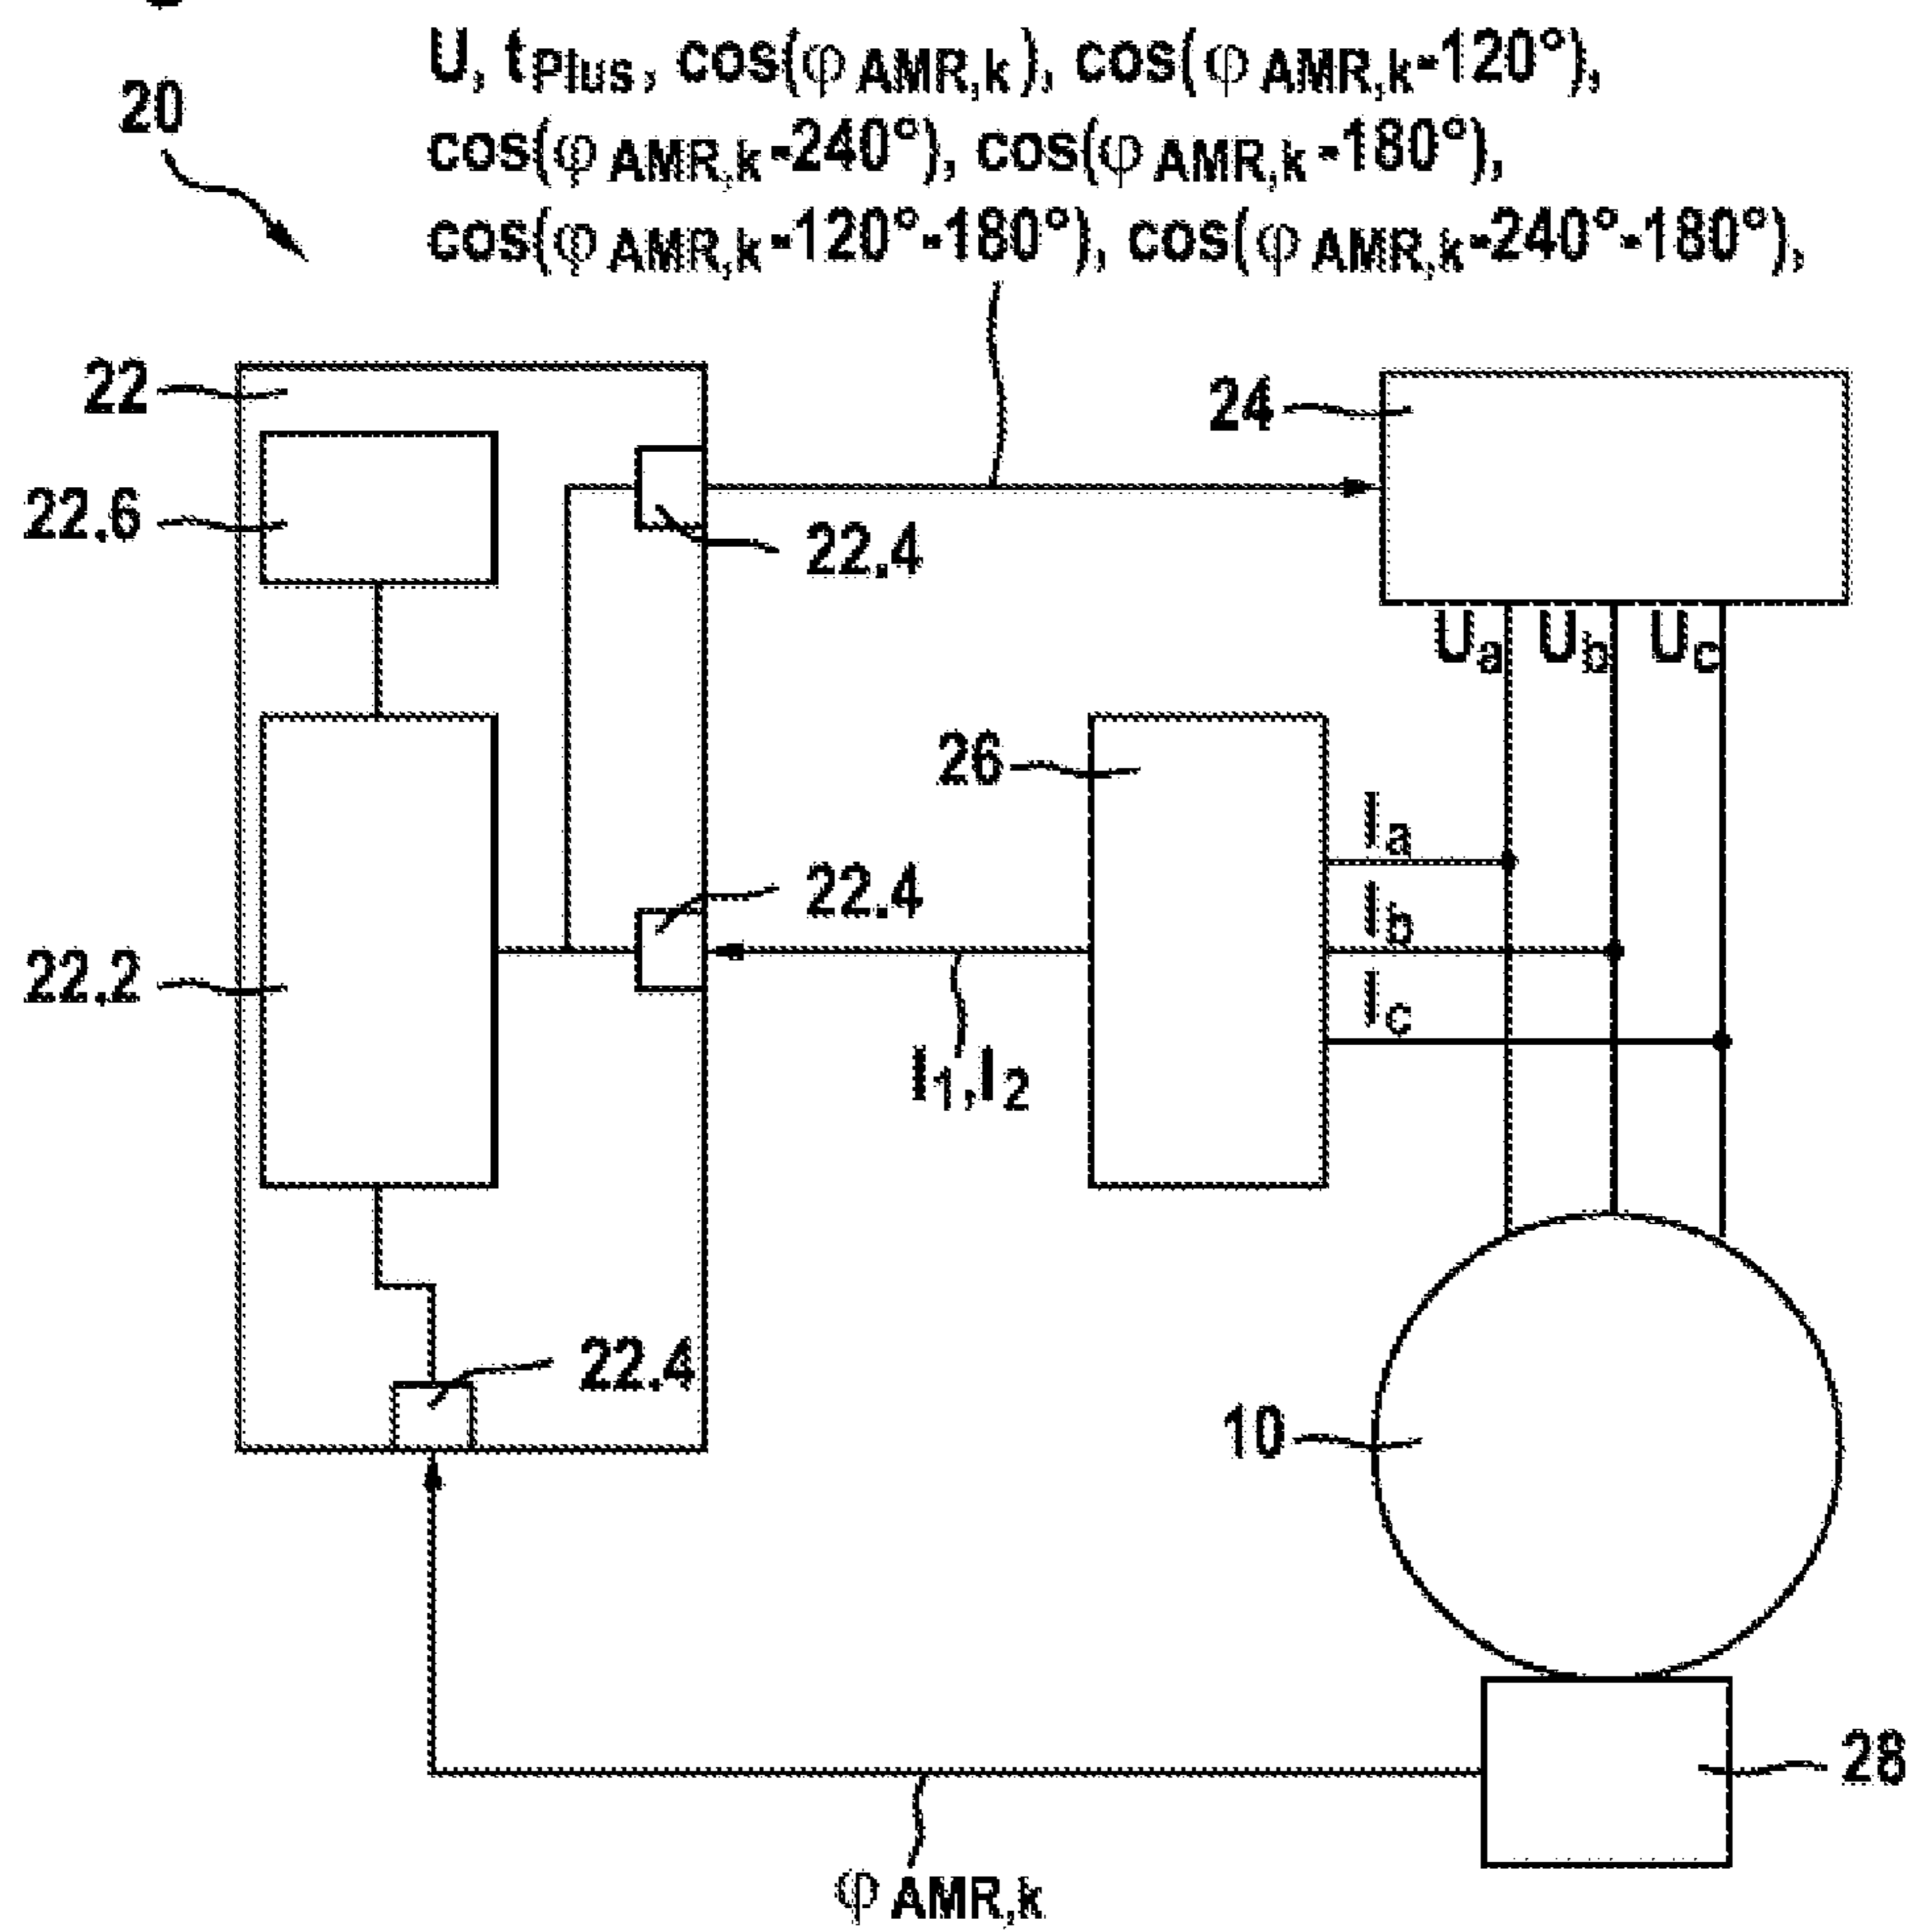 U, tPlus, cos(φAMR,k), cos(φAMR,k-120°),
20
cos(φAMR,k-240°), cos(φAMR,k-180°),
cos(φAMR,k-120°-180°), cos(φAMR,k-240°-180°),
22
24
22.6
22.4
Ua Ub Uc
26
Ia
22.4
Ib
22.2
Ic
I1,I2
22.4
10
28
φAMR,k